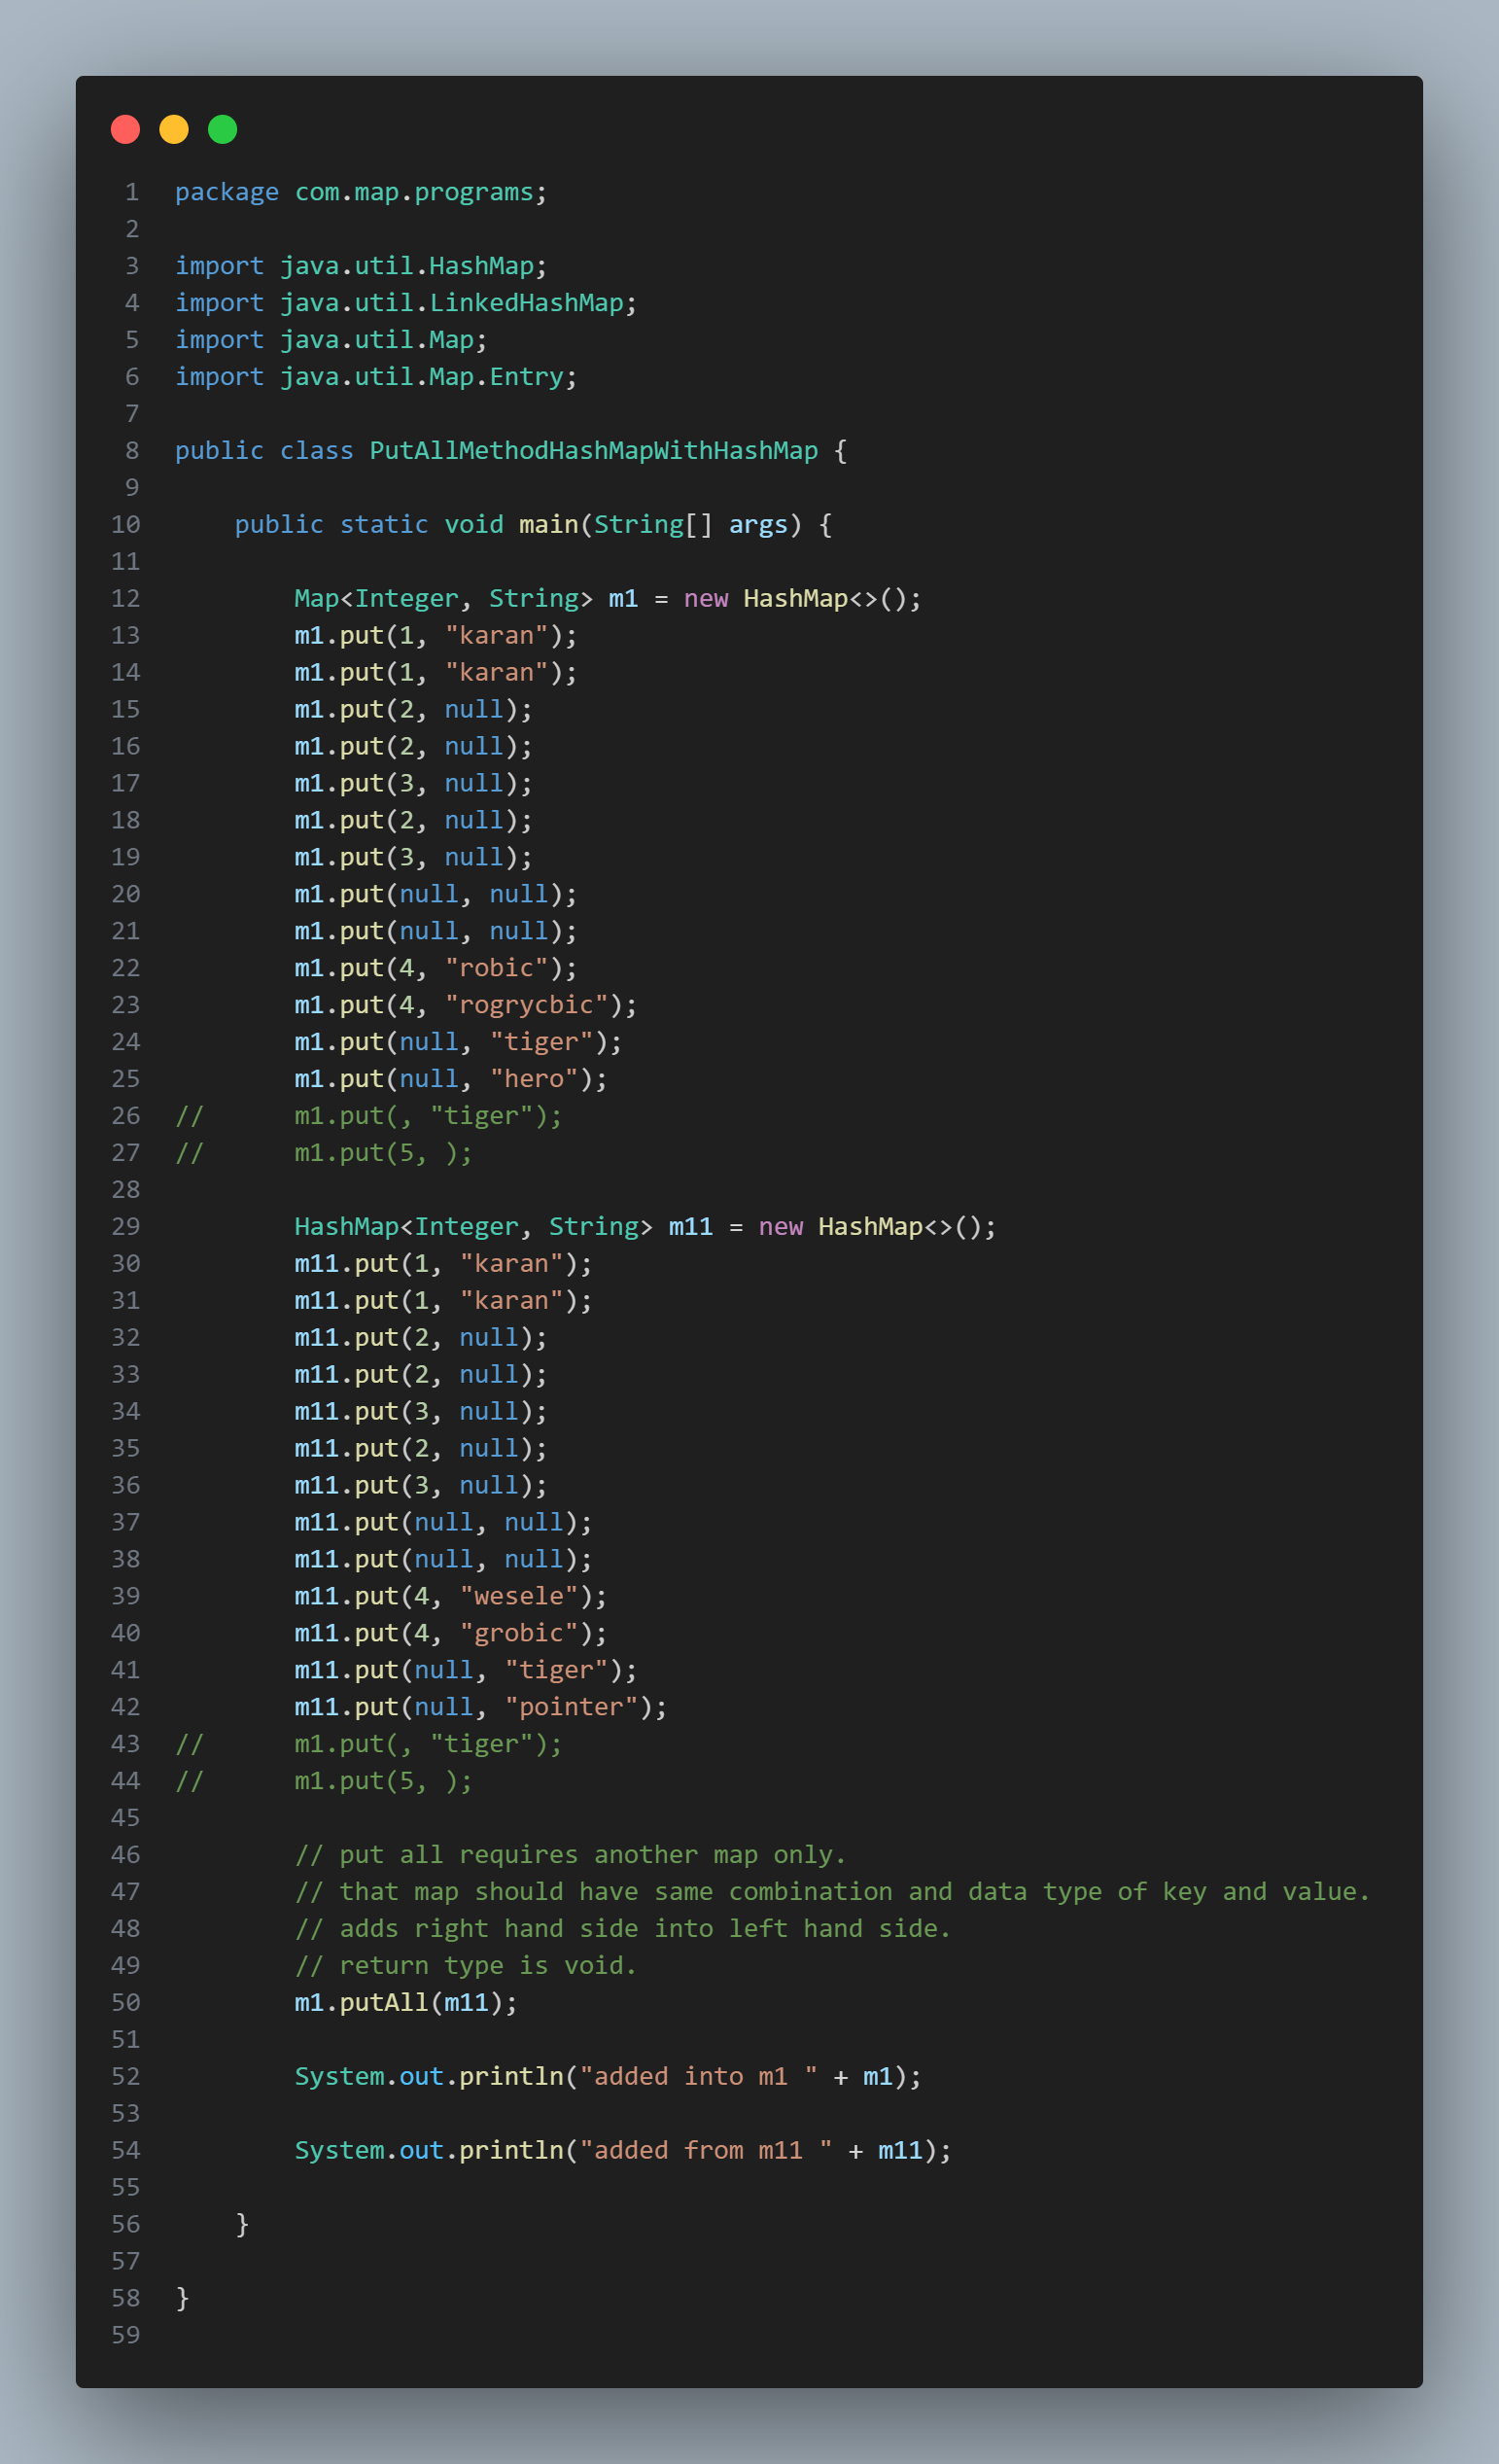 1 package com.map.programs;
2
3 import java.util.HashMap;
4 import java.util.LinkedHashMap;
5 import java.util.Map;
6 import java.util.Map.Entry;
7
8 public class PutAllMethodHashMapWithHashMap {
9
10     public static void main(String[] args) {
11
12         Map<Integer, String> m1 = new HashMap<>();
13         m1.put(1, "karan");
14         m1.put(1, "karan");
15         m1.put(2, null);
16         m1.put(2, null);
17         m1.put(3, null);
18         m1.put(2, null);
19         m1.put(3, null);
20         m1.put(null, null);
21         m1.put(null, null);
22         m1.put(4, "robic");
23         m1.put(4, "rogrycbic");
24         m1.put(null, "tiger");
25         m1.put(null, "hero");
26 //      m1.put(, "tiger");
27 //      m1.put(5, );
28
29         HashMap<Integer, String> m11 = new HashMap<>();
30         m11.put(1, "karan");
31         m11.put(1, "karan");
32         m11.put(2, null);
33         m11.put(2, null);
34         m11.put(3, null);
35         m11.put(2, null);
36         m11.put(3, null);
37         m11.put(null, null);
38         m11.put(null, null);
39         m11.put(4, "wesele");
40         m11.put(4, "grobic");
41         m11.put(null, "tiger");
42         m11.put(null, "pointer");
43 //      m1.put(, "tiger");
44 //      m1.put(5, );
45
46         // put all requires another map only.
47         // that map should have same combination and data type of key and value.
48         // adds right hand side into left hand side.
49         // return type is void.
50         m1.putAll(m11);
51
52         System.out.println("added into m1 " + m1);
53
54         System.out.println("added from m11 " + m11);
55
56     }
57
58 }
59